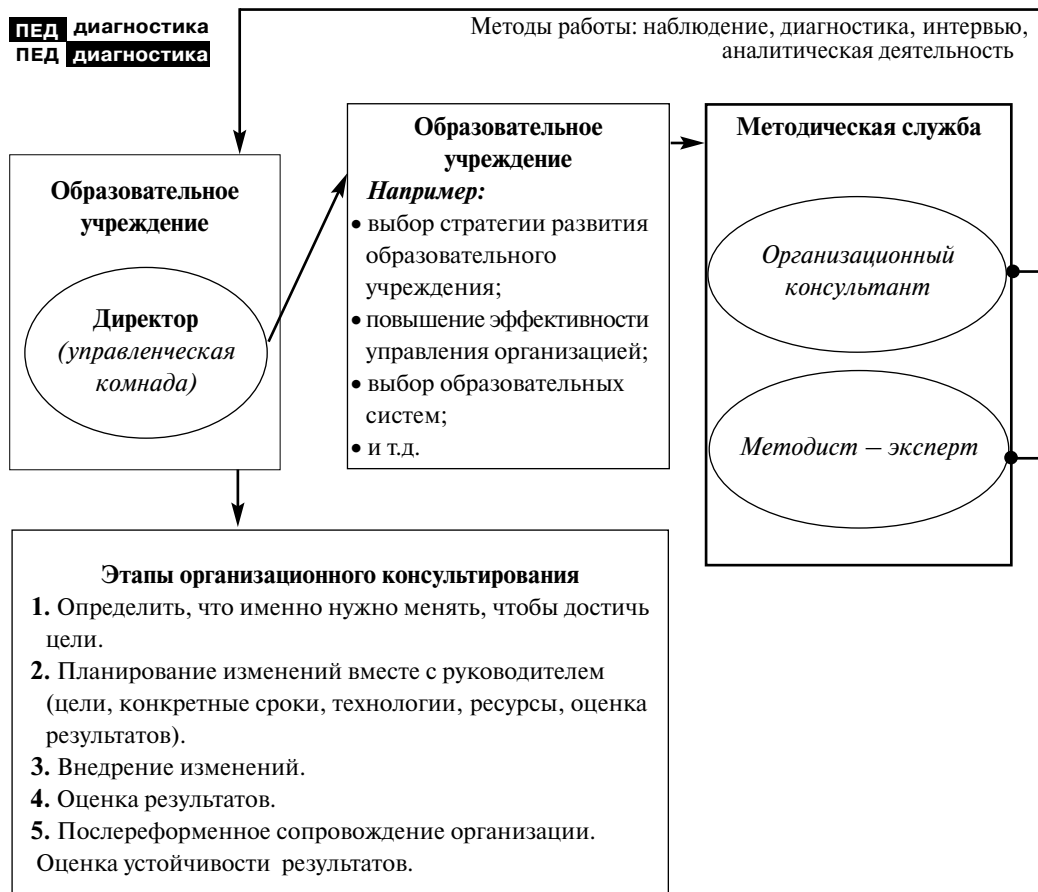 ПЕД диагностика
ПЕД диагностика
Методы работы: наблюдение, диагностика, интервью,
аналитическая деятельность
Образовательное
учреждение
Директор
(управленческая
комнада)
Образовательное
учреждение
Например:
• выбор стратегии развития
образовательного
учреждения;
• повышение эффективности
управления организацией;
• выбор образовательных
систем;
• и т.д.
Методическая служба
Организационный
консультант
Методист – эксперт
Этапы организационного консультирования
1. Определить, что именно нужно менять, чтобы достичь
цели.
2. Планирование изменений вместе с руководителем
(цели, конкретные сроки, технологии, ресурсы, оценка
результатов).
3. Внедрение изменений.
4. Оценка результатов.
5. Послереформенное сопровождение организации.
Оценка устойчивости результатов.